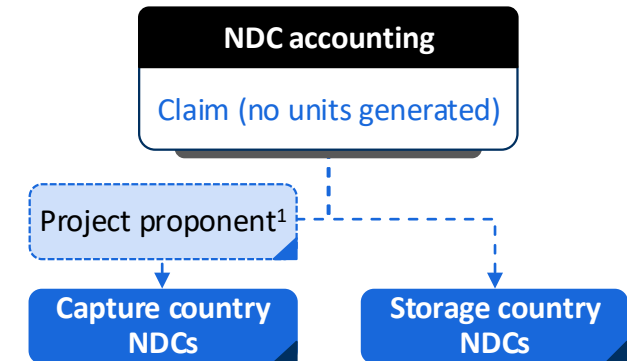 NDC accounting
Claim (no units generated)
Project proponent¹
Capture country
NDCs
Storage country
NDCs